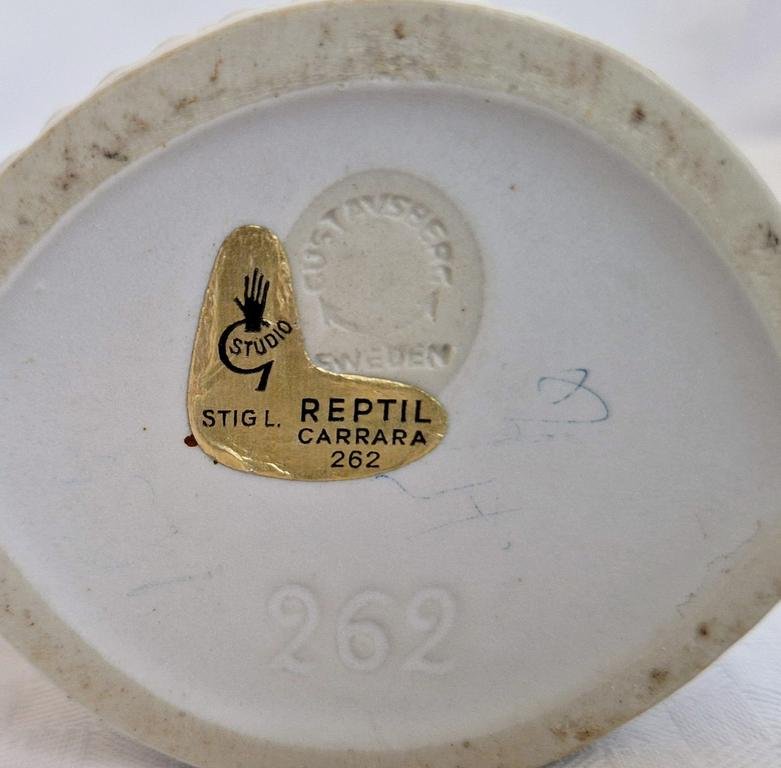 GUSTAVSBERG
SWEDEN
G STUDIO
STIG L. REPTIL
CARRARA
262
262